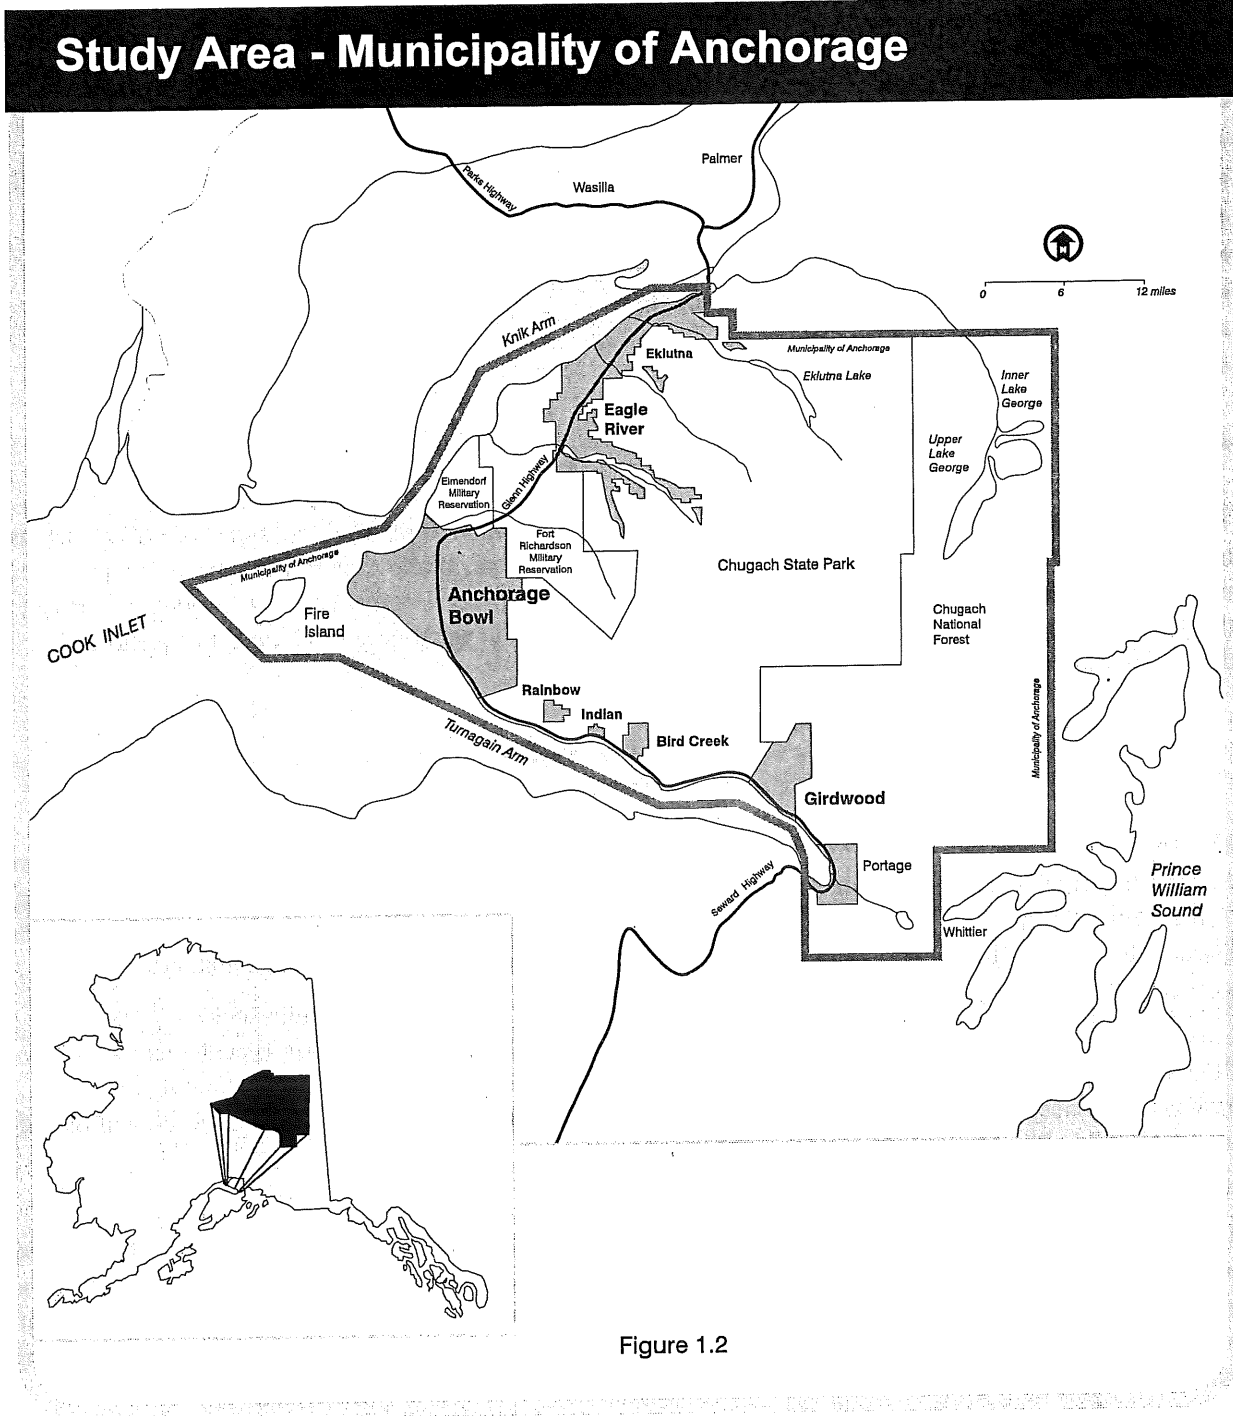 Study Area - Municipality of Anchorage
Palmer
Parks Highway
Wasilla
N
0 6 12 miles
Knik Arm
Municipality of Anchorage
Eklutna
Eklutna Lake
Inner
Lake
George
Eagle
River
Upper
Lake
George
Elmendorf
Military
Reservation
Glenn Highway
Fort
Richardson
Military
Reservation
Municipality of Anchorage
Chugach State Park
Anchorage
Bowl
Fire
Island
COOK INLET
Chugach
National
Forest
Rainbow
Indian
Bird Creek
Turnagain Arm
Municipality of Anchorage
Girdwood
Portage
Seward Highway
Prince
William
Sound
Whittier
Figure 1.2